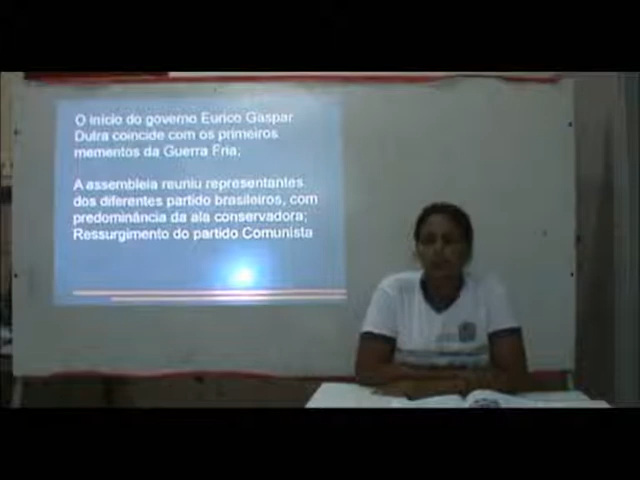 O início do governo Eurico Gaspar
Dutra coincide com os primeiros
mementos da Guerra Fria;
A assembleia reuniu representantes
dos diferentes partido brasileiros, com
predominância da ala conservadora;
Ressurgimento do partido Comunista